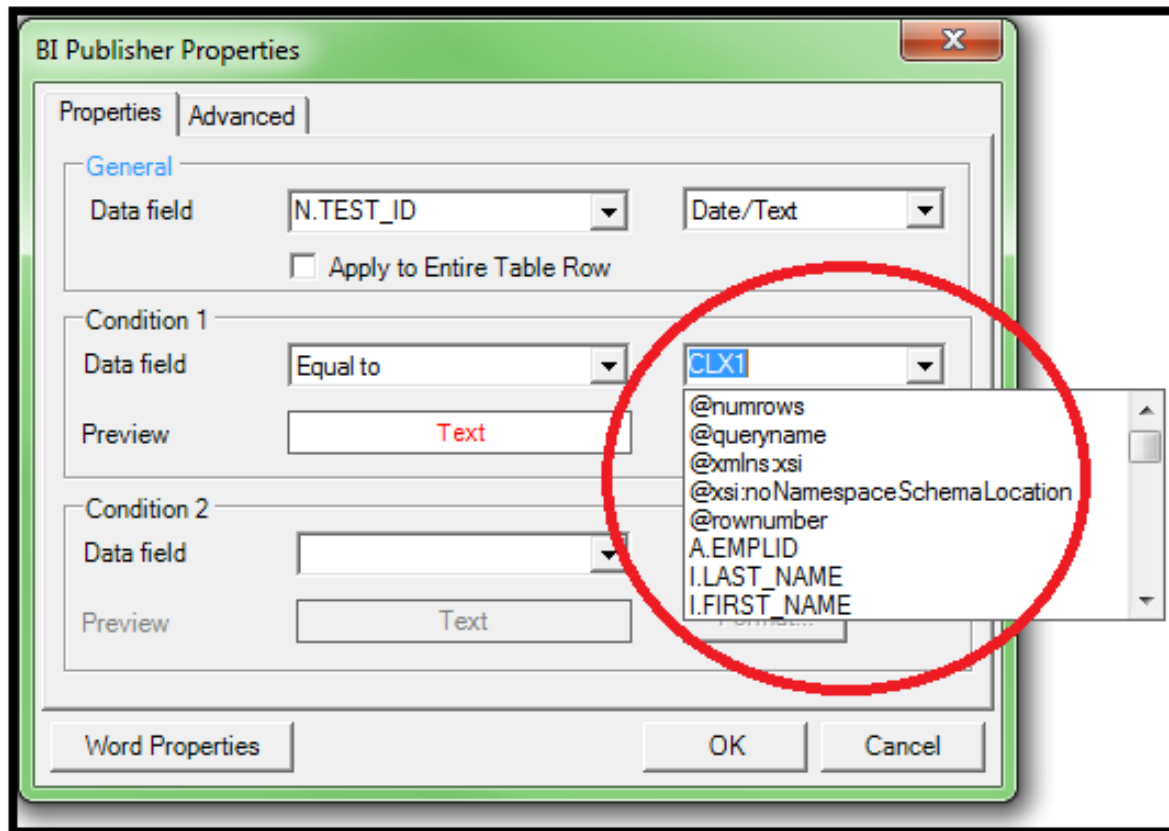 BI Publisher Properties
X
Properties Advanced
General
Data field N.TEST_ID Date/Text
Apply to Entire Table Row
Condition 1
Data field Equal to CLX1
@numrows
Preview Text
@queryname
@xmlns:xsi
@xsi:noNamespaceSchemaLocation
Condition 2
@rownumber
Data field
A.EMPLID
I.LAST_NAME
I.FIRST_NAME
Preview Text Format...
Word Properties OK Cancel